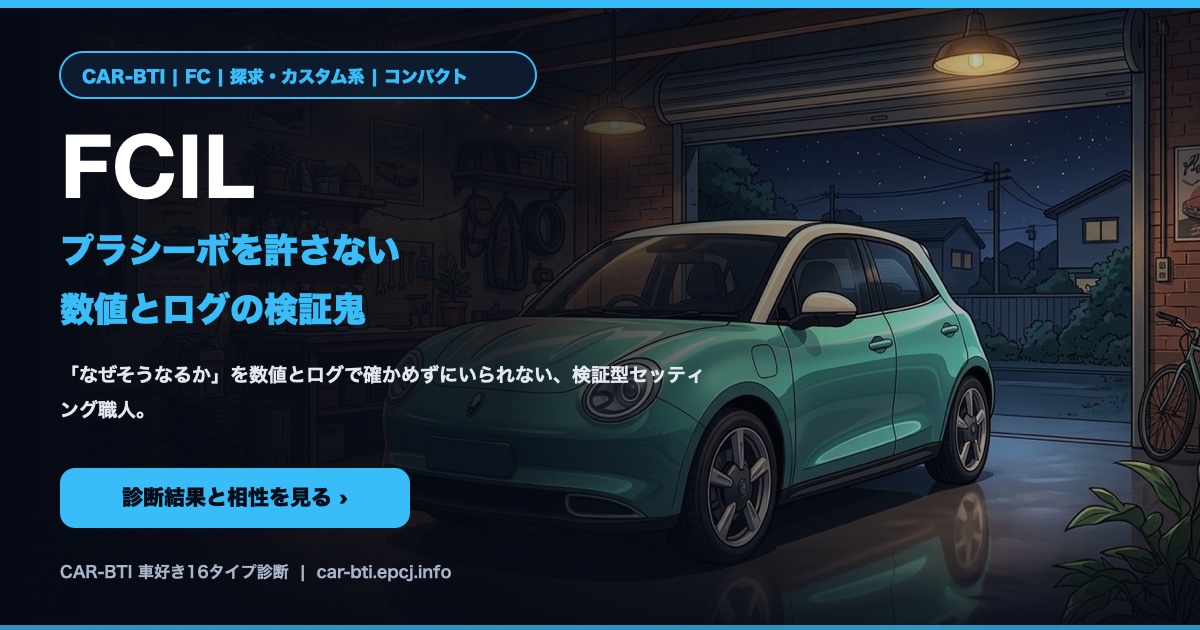 CAR-BTI | FC | 探求・カスタム系 | コンパクト
FCIL
プラシーボを許さない
数値とログの検証鬼
「なぜそうなるか」を数値とログで確かめずにいられない、検証型セッティ
ング職人。
診断結果と相性を見る ›
CAR-BTI 車好き16タイプ診断 | car-bti.epcj.info